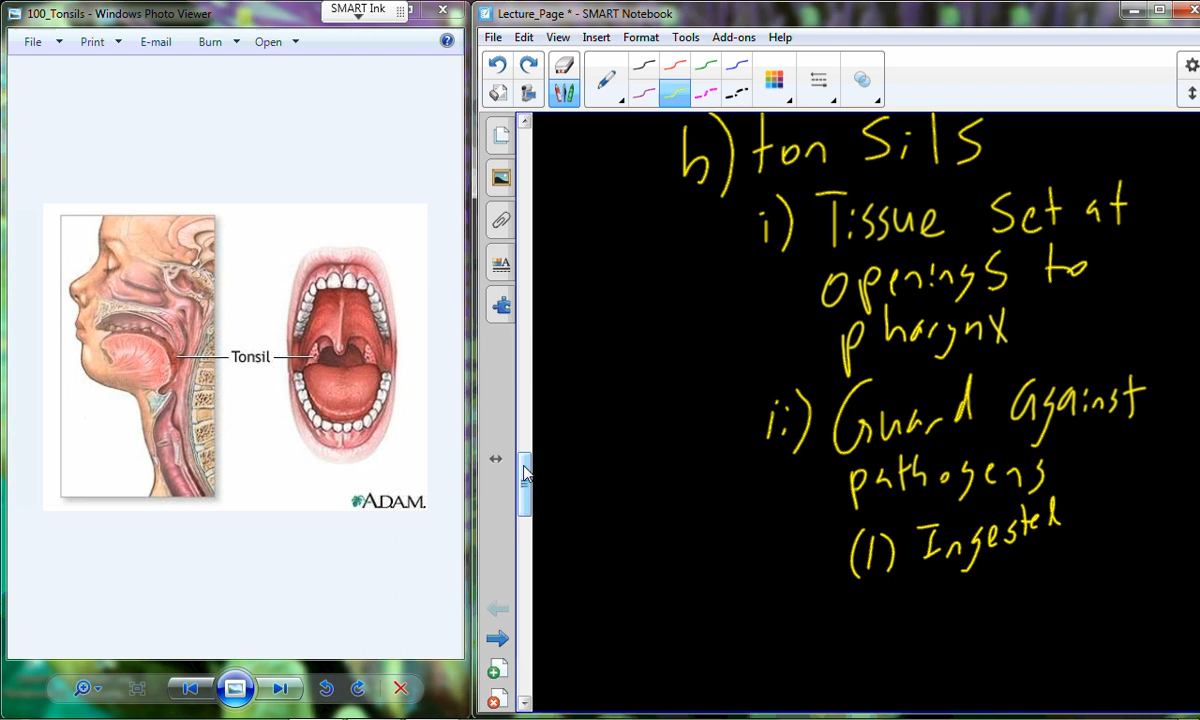 100_Tonsils - Windows Photo Viewer
SMART Ink
File Print E-mail Burn Open
Tonsil
ADAM.
Lecture_Page * - SMART Notebook
File Edit View Insert Format Tools Add-ons Help
b) tonsils
i) Tissue Set at
openings to
pharynx
ii) Guard Against
pathogens
(1) Ingested